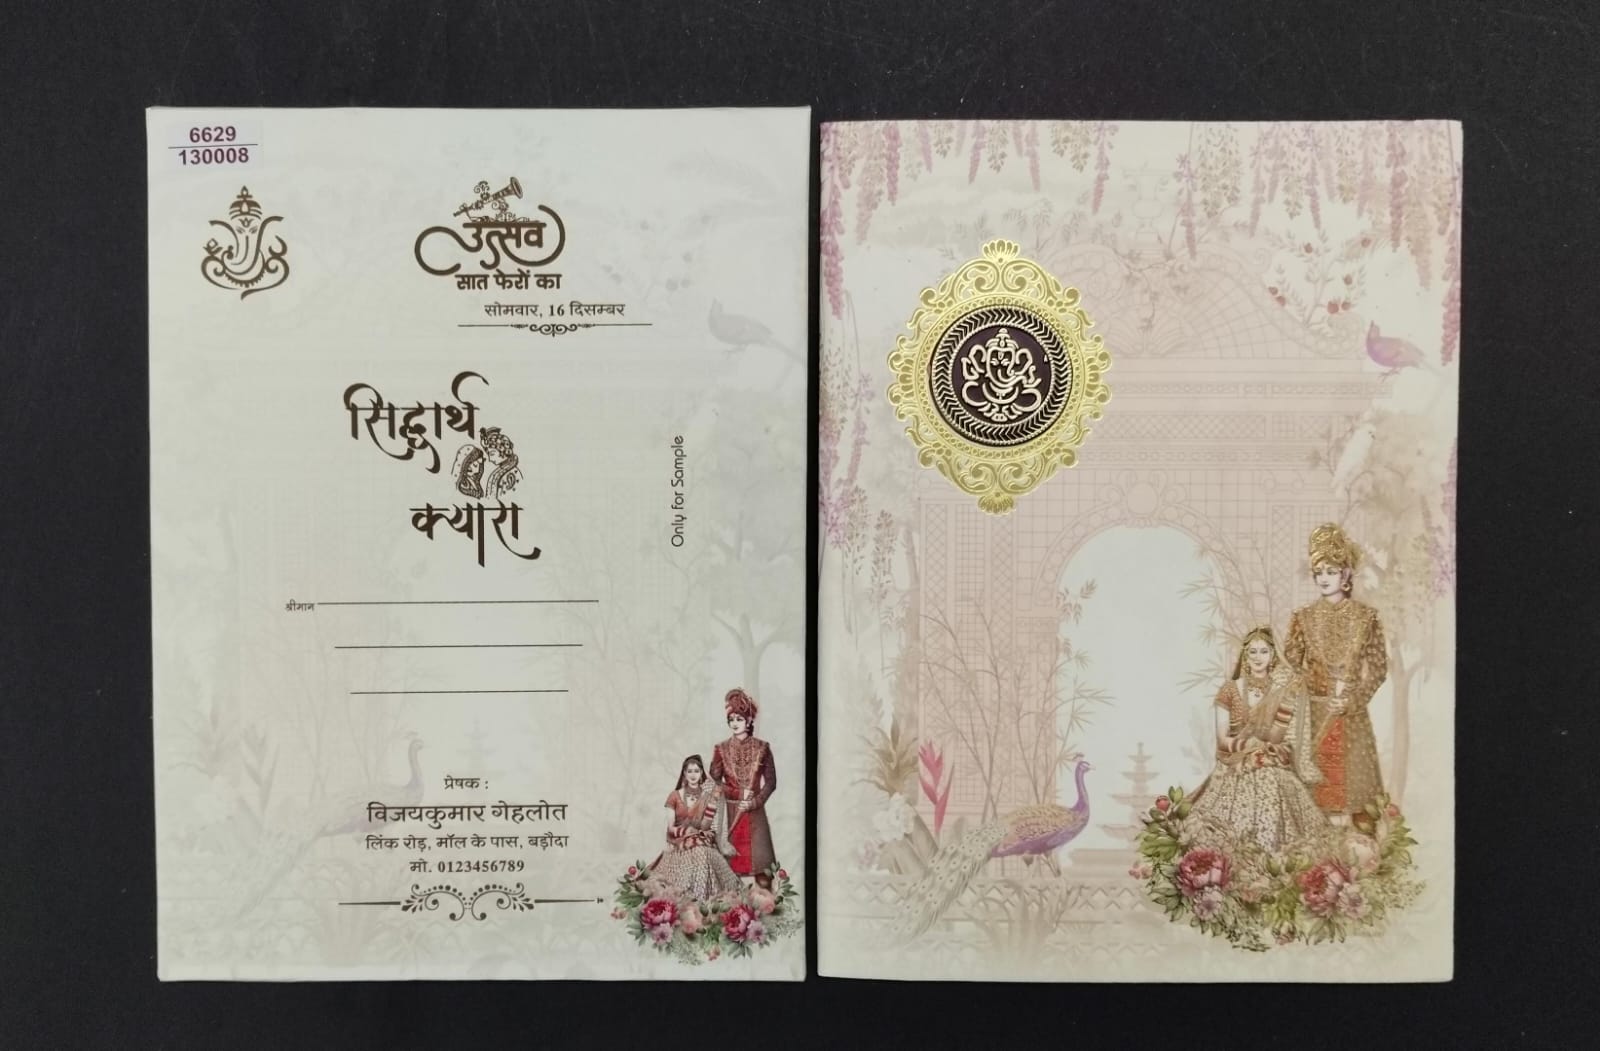 6629
130008
उत्सव
सात फेरों का
सोमवार, 16 दिसम्बर
सिद्धार्थ
क्यारा
Only for Sample
श्रीमान
प्रेषक :
विजयकुमार गेहलोत
लिंक रोड़, मॉल के पास, बड़ौदा
मो. 0123456789